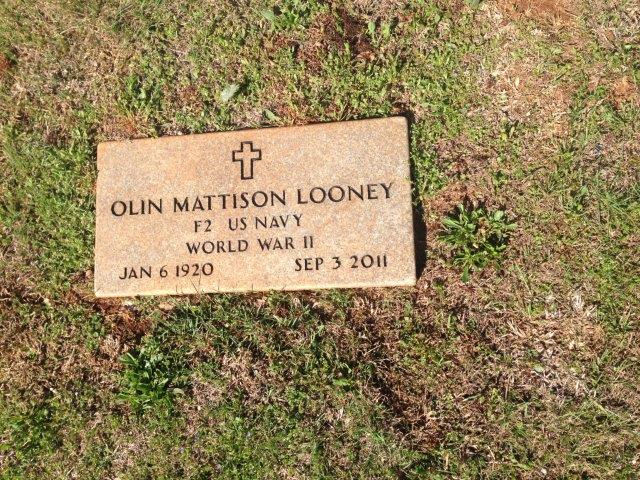 OLIN MATTISON LOONEY
F2 US NAVY
WORLD WAR II
JAN 6 1920 SEP 3 2011